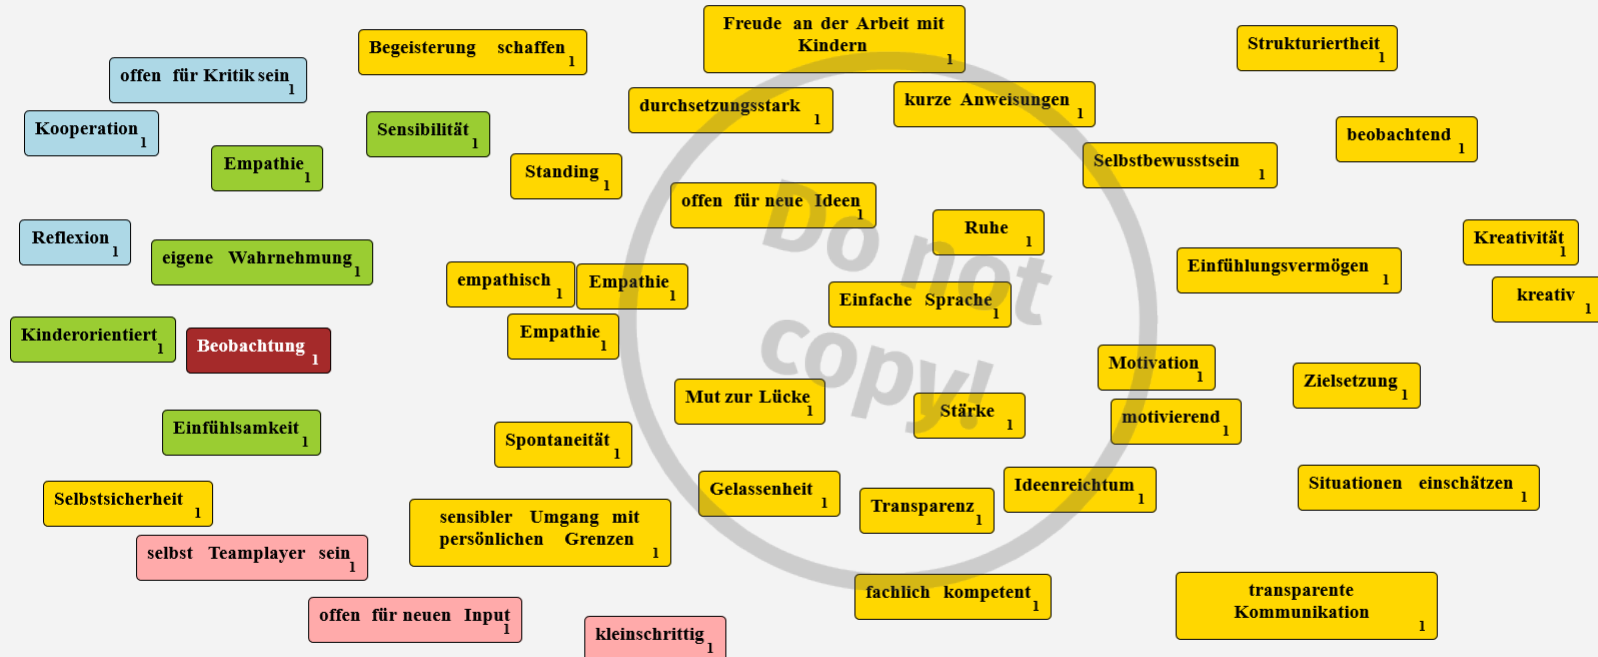 Freude an der Arbeit mit
Kindern
1
Begeisterung schaffen
1
Strukturiertheit
1
offen für Kritik sein
1
durchsetzungsstark
1
kurze Anweisungen
1
Kooperation
1
Sensibilität
1
beobachtend
1
Empathie
1
Standing
1
Selbstbewusstsein
1
offen für neue Ideen
1
Reflexion
1
Ruhe
1
Kreativität
1
eigene Wahrnehmung
1
empathisch
1
Empathie
1
Einfühlungsvermögen
1
kreativ
1
Einfache Sprache
1
Do not
copy!
Kinderorientiert
1
Beobachtung
1
Empathie
1
Motivation
1
Zielsetzung
1
Mut zur Lücke
1
Stärke
1
motivierend
1
Einfühlsamkeit
1
Spontaneität
1
Selbstsicherheit
1
Gelassenheit
1
Transparenz
1
Ideenreichtum
1
Situationen einschätzen
1
sensibler Umgang mit
persönlichen Grenzen
1
selbst Teamplayer sein
1
fachlich kompetent
1
transparente
Kommunikation
1
offen für neuen Input
1
kleinschrittig
1